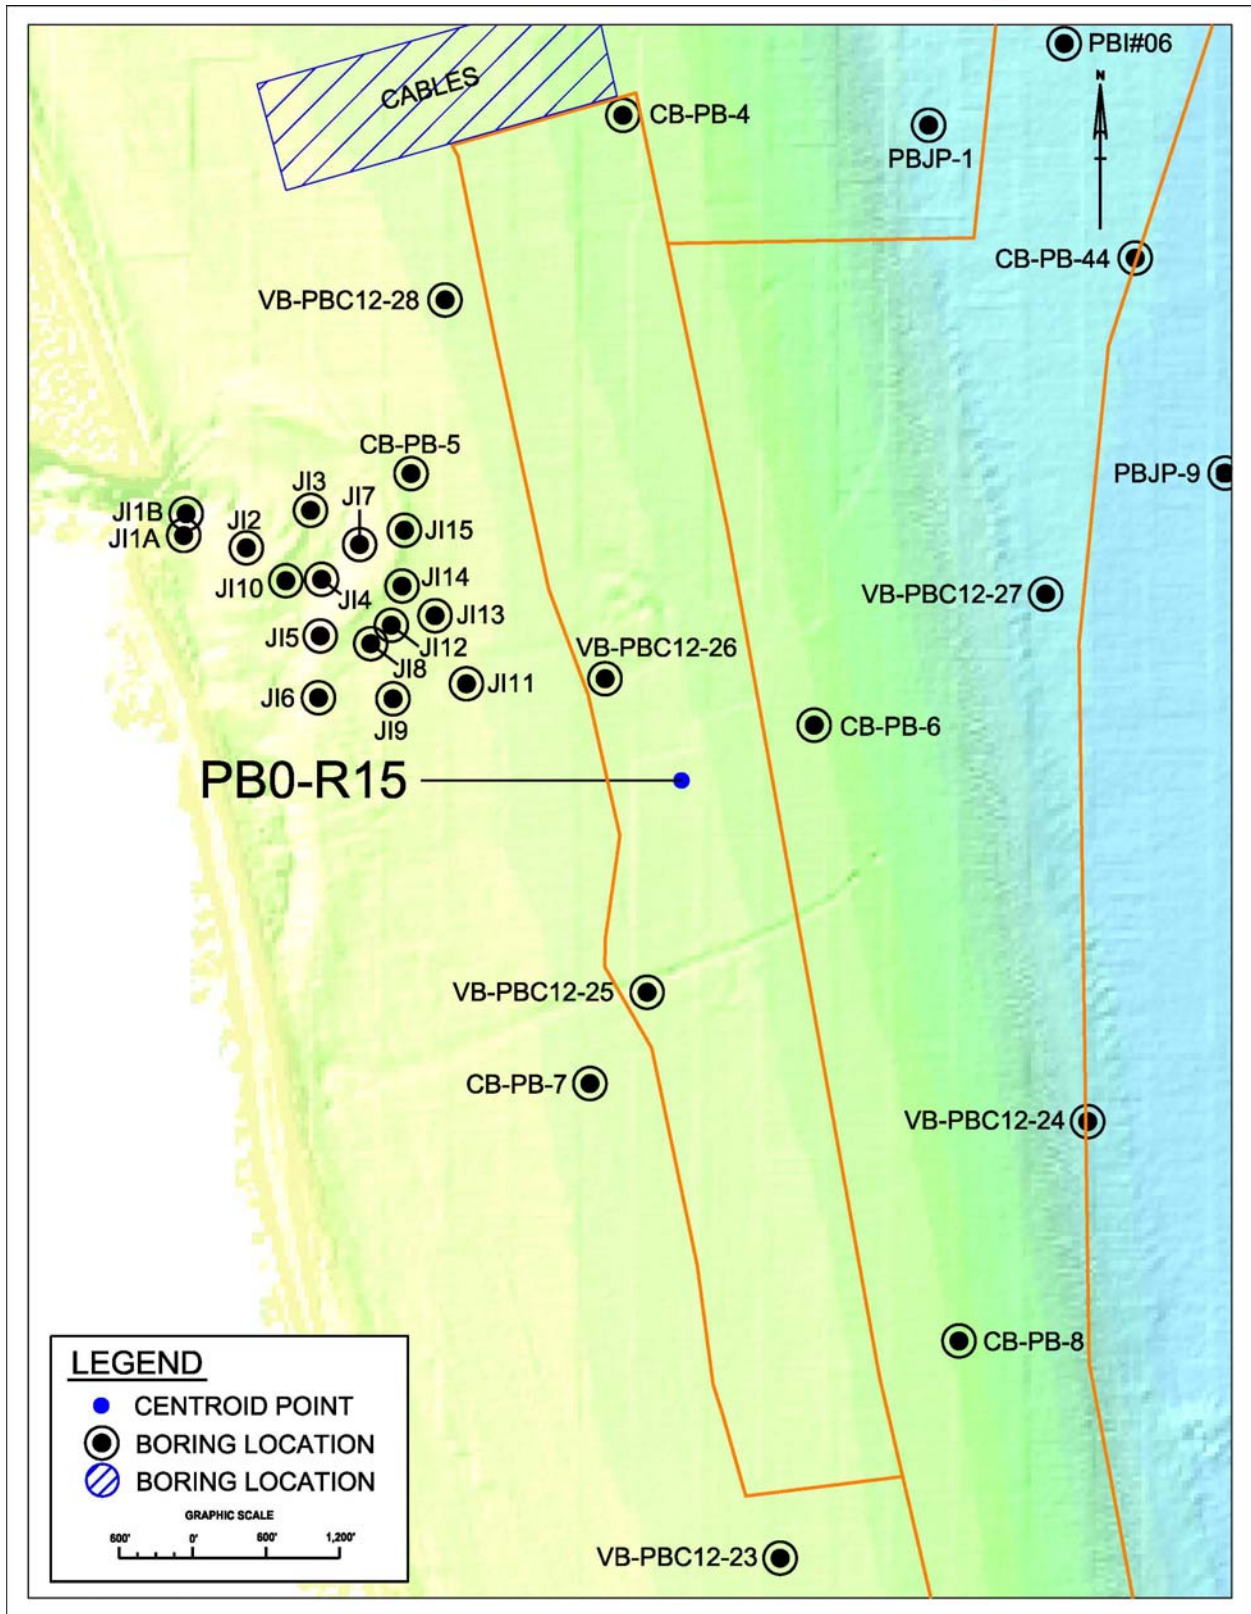 PBI#06
CABLES
CB-PB-4
N
PBJP-1
CB-PB-44
VB-PBC12-28
CB-PB-5
PBJP-9
JI3
JI7
JI1B
JI2
JI15
JI1A
JI10
JI4
JI14
VB-PBC12-27
JI13
JI5
JI12
VB-PBC12-26
JI8
JI11
JI6
JI9
CB-PB-6
PB0-R15
VB-PBC12-25
CB-PB-7
VB-PBC12-24
CB-PB-8
LEGEND
CENTROID POINT
BORING LOCATION
BORING LOCATION
GRAPHIC SCALE
600' 0' 600' 1,200'
VB-PBC12-23